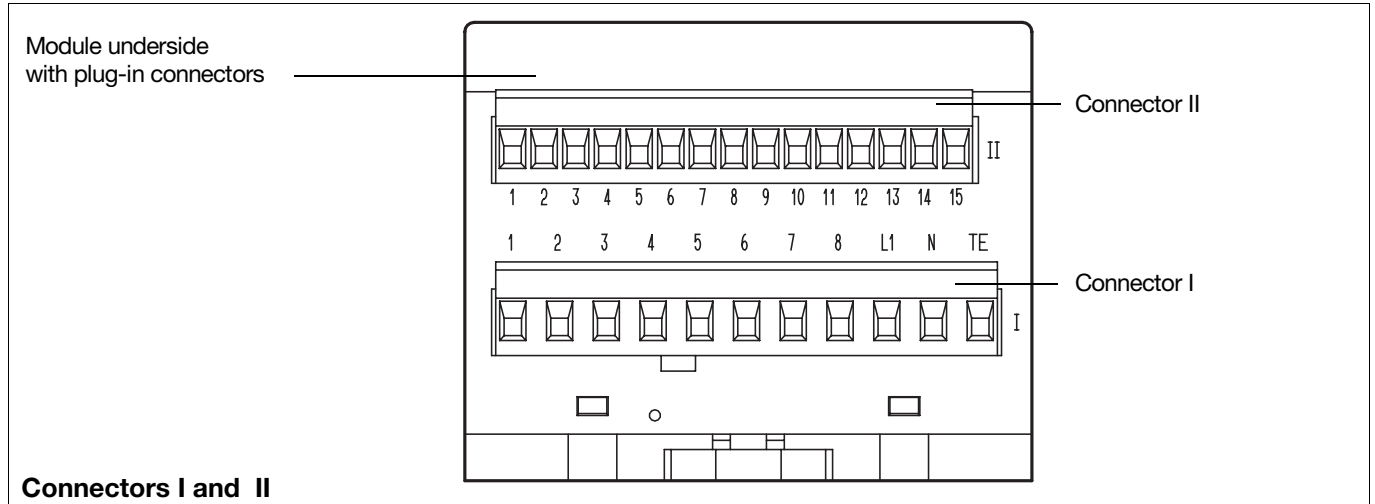 Module underside
with plug-in connectors
Connector II
II
1 2 3 4 5 6 7 8 9 10 11 12 13 14 15
1 2 3 4 5 6 7 8 L1 N TE
Connector I
I
Connectors I and II